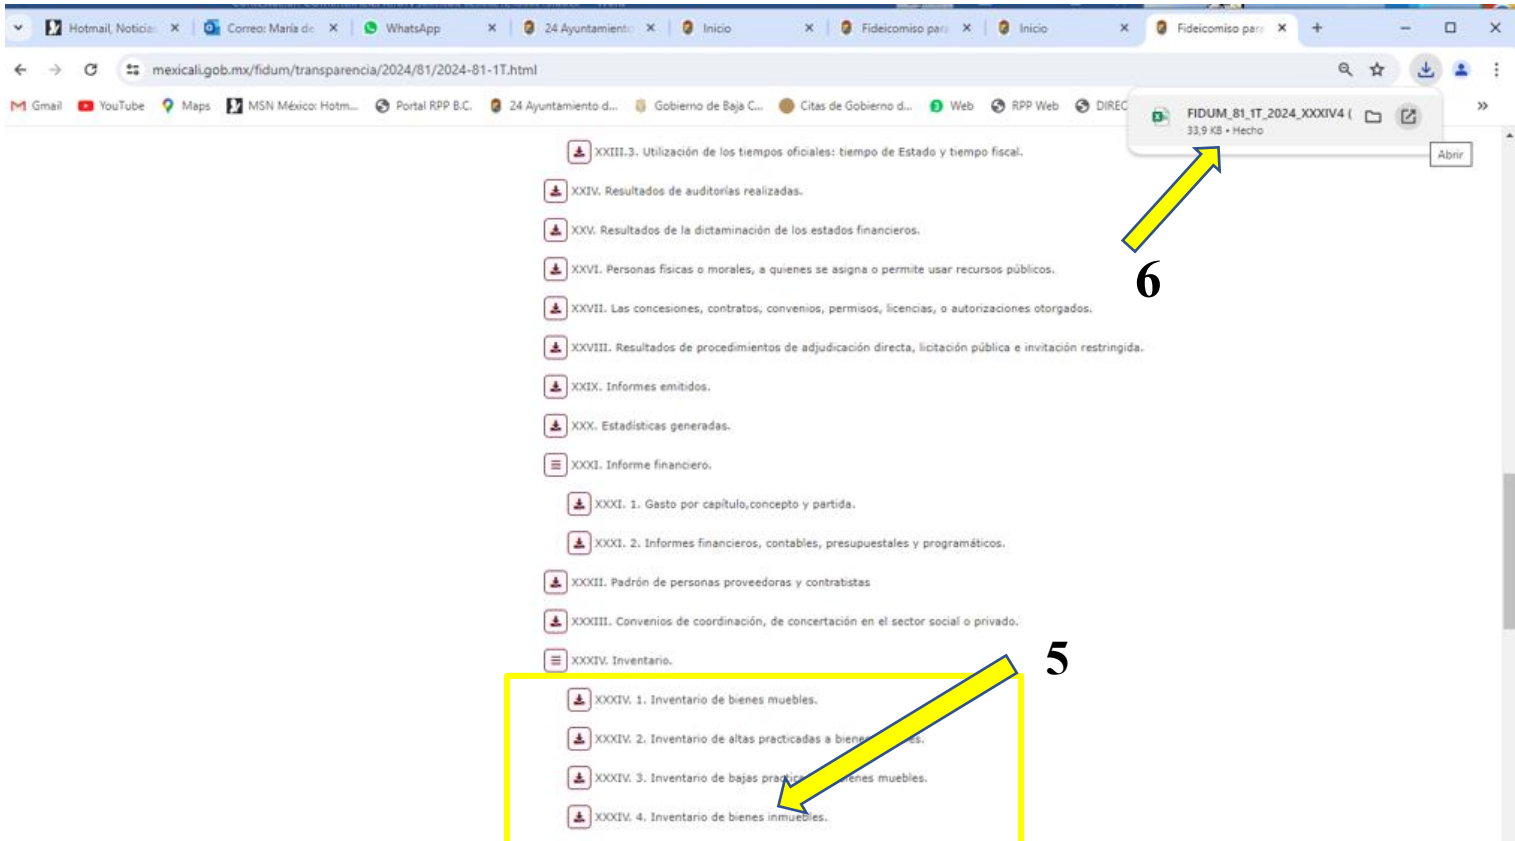 Hotmail, Noticias
Correo: María de
WhatsApp
24 Ayuntamiento
Inicio
Fideicomiso para
Inicio
Fideicomiso para
mexicali.gob.mx/fidum/transparencia/2024/81/2024-81-1T.html
Gmail
YouTube
Maps
MSN México: Hotm...
Portal RPP B.C.
24 Ayuntamiento d...
Gobierno de Baja C...
Citas de Gobierno d...
Web
RPP Web
DIREC
FIDUM_81_1T_2024_XXXIV4 (
33,9 KB • Hecho
Abrir
XXIII.3. Utilización de los tiempos oficiales: tiempo de Estado y tiempo fiscal.
XXIV. Resultados de auditorías realizadas.
XXV. Resultados de la dictaminación de los estados financieros.
XXVI. Personas físicas o morales, a quienes se asigna o permite usar recursos públicos.
6
XXVII. Las concesiones, contratos, convenios, permisos, licencias, o autorizaciones otorgados.
XXVIII. Resultados de procedimientos de adjudicación directa, licitación pública e invitación restringida.
XXIX. Informes emitidos.
XXX. Estadísticas generadas.
XXXI. Informe financiero.
XXXI. 1. Gasto por capítulo,concepto y partida.
XXXI. 2. Informes financieros, contables, presupuestales y programáticos.
XXXII. Padrón de personas proveedoras y contratistas
XXXIII. Convenios de coordinación, de concertación en el sector social o privado.
XXXIV. Inventario.
5
XXXIV. 1. Inventario de bienes muebles.
XXXIV. 2. Inventario de altas practicadas a bienes
XXXIV. 3. Inventario de bajas bienes muebles.
XXXIV. 4. Inventario de bienes inmuebles.